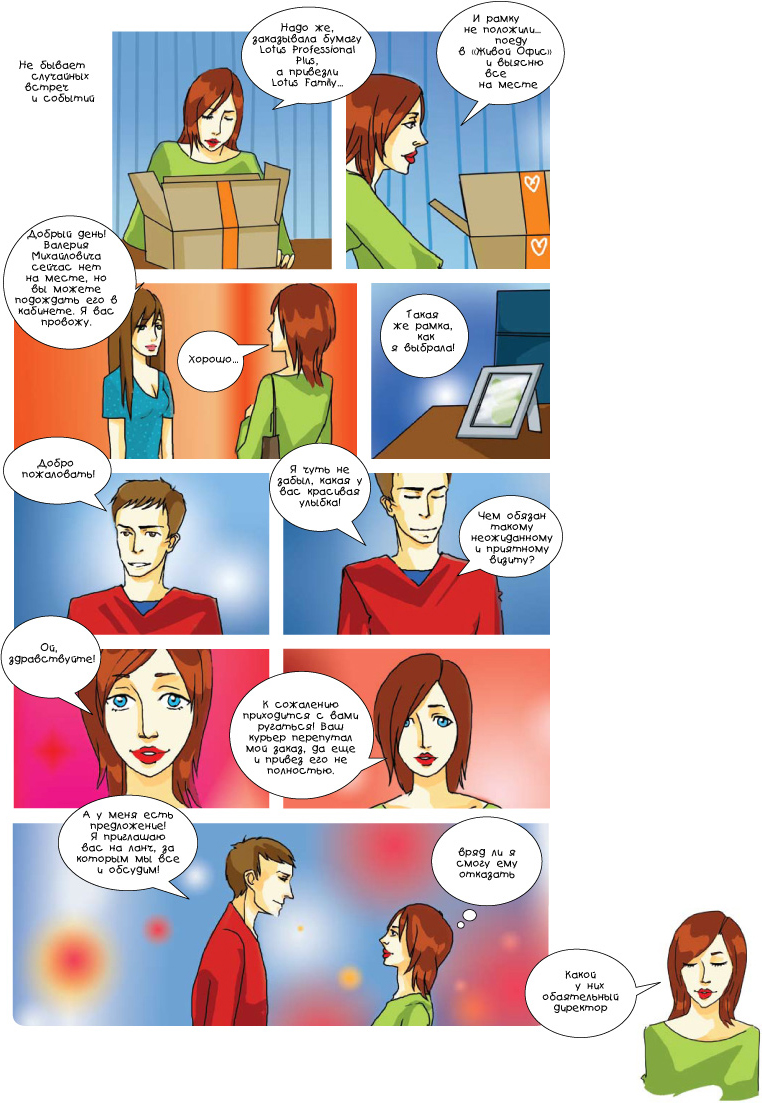 Не бывает
случайных
встреч
и событий
Надо же,
заказывала бумагу
Lotus Professional
Plus,
а привезли
Lotus Family...
И рамку
не положили...
поеду
в «Живой Офис»
и выясню
все
на месте
Добрый день!
Валерия
Михайловича
сейчас нет
на месте, но
вы можете
подождать его в
кабинете. Я вас
провожу.
Хорошо...
Такая
же рамка,
как
я выбрала!
Добро
пожаловать!
Я чуть не
забыл, какая у
вас красивая
улыбка!
Чем обязан
такому
неожиданному
и приятному
визиту?
Ой,
здравствуйте!
К сожалению
приходится с вами
ругаться! Ваш
курьер перепутал
мой заказ, да еще
и привез его не
полностью.
А у меня есть
предложение!
Я приглашаю
вас на ланч, за
которым мы все
и обсудим!
вряд ли я
смогу ему
отказать
Какой
у них
обаятельный
директор